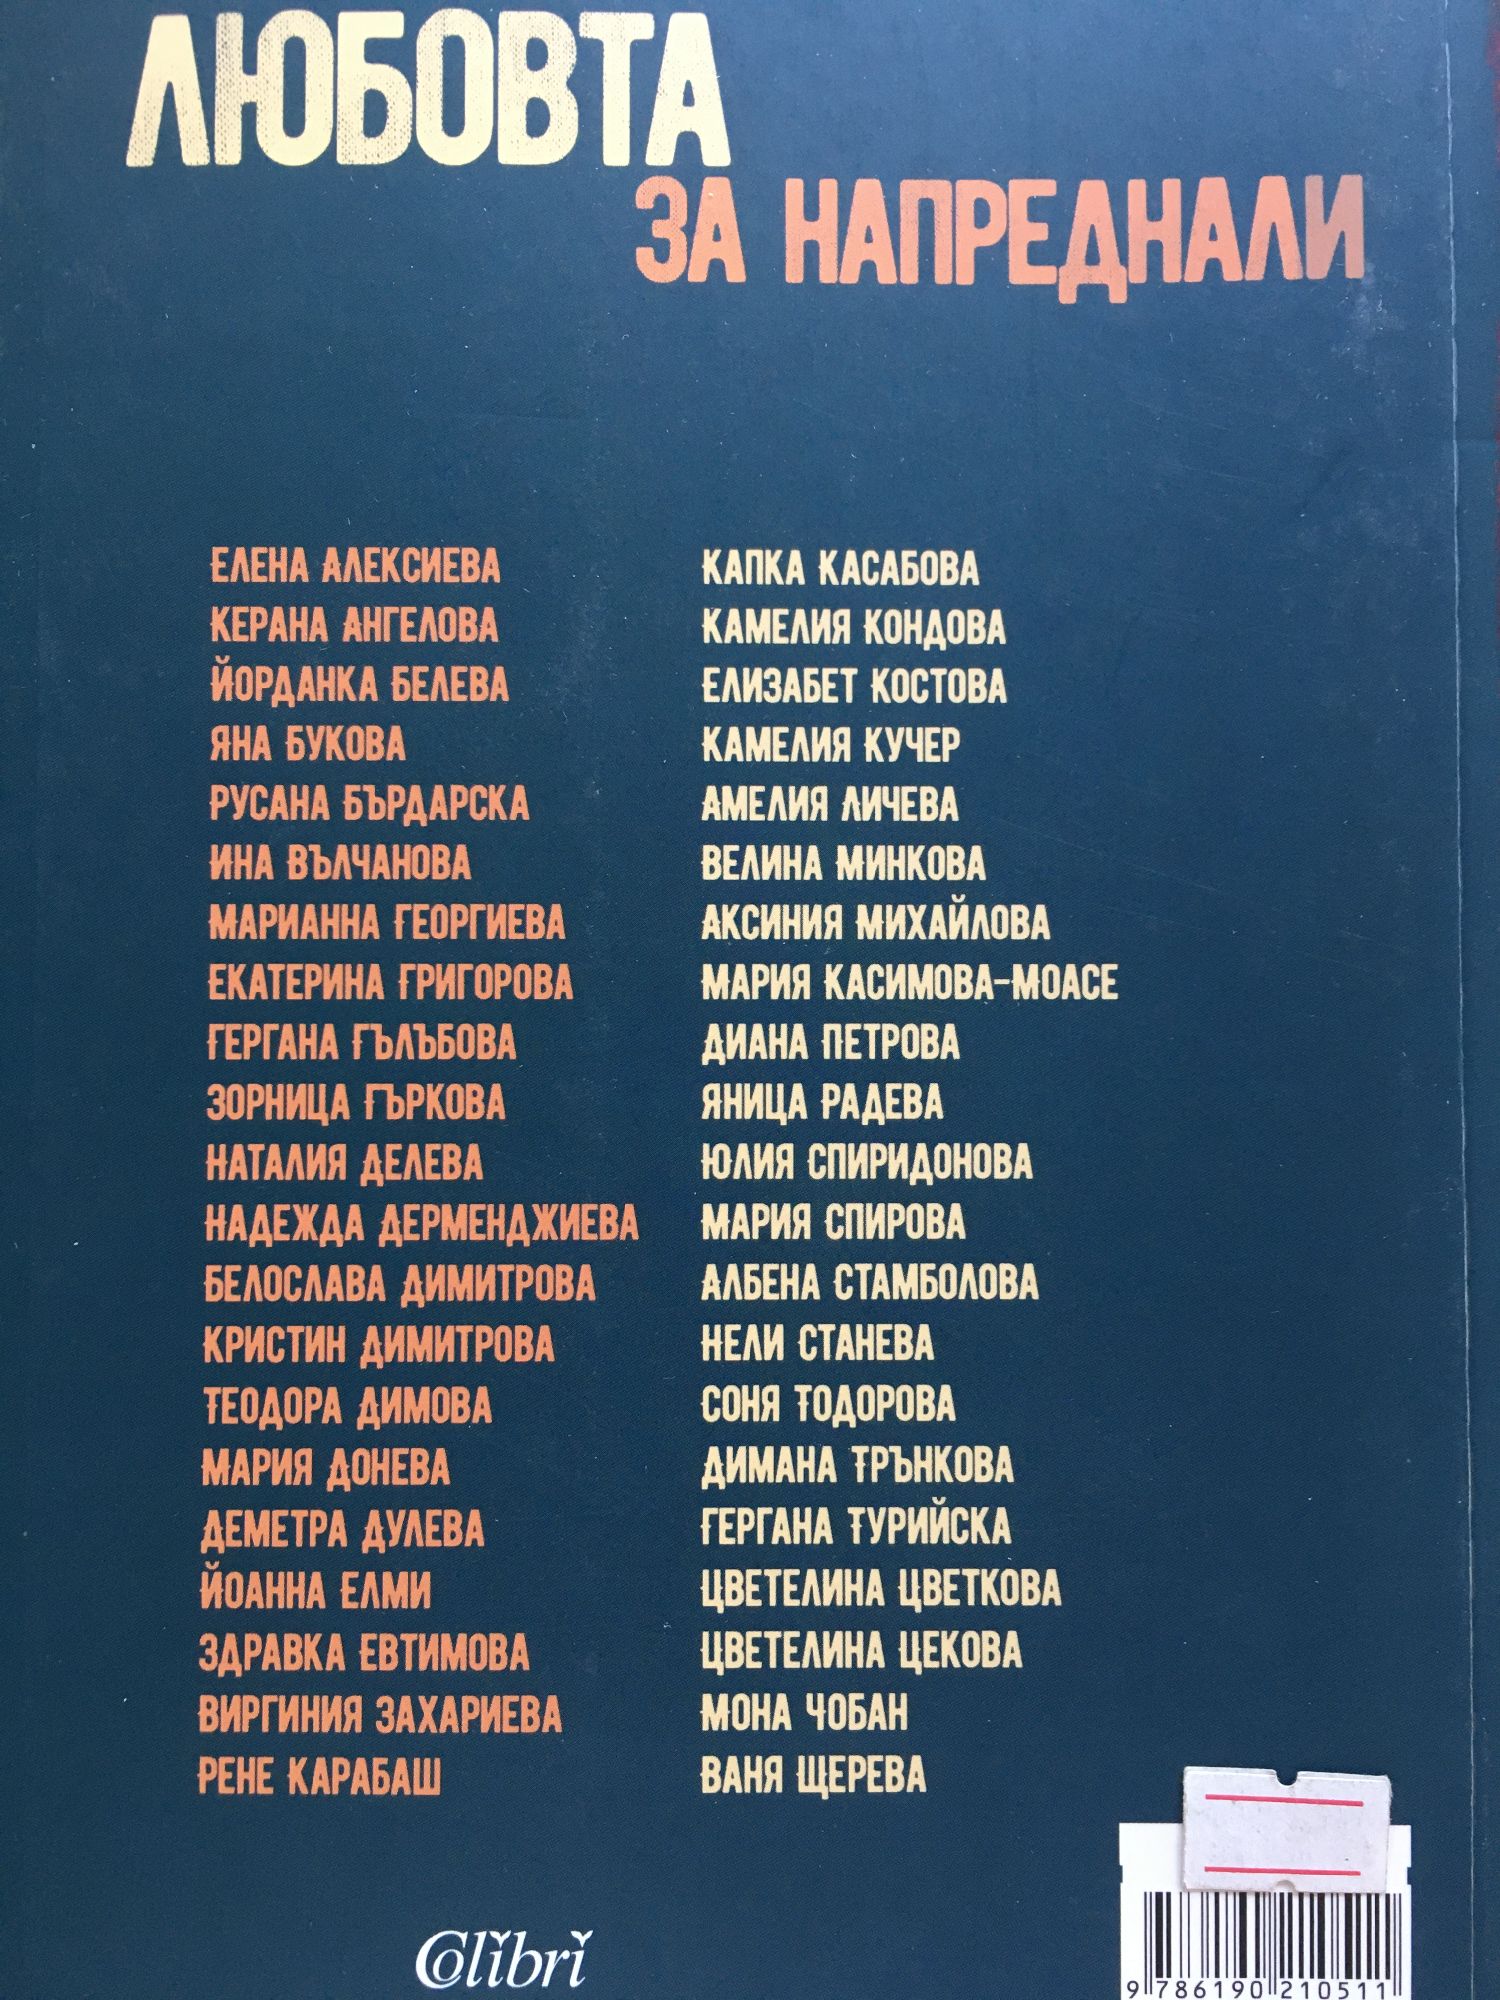 ЛЮБОВТА
ЗА НАПРЕДНАЛИ
ЕЛЕНА АЛЕКСИЕВА
КЕРАНА АНГЕЛОВА
ЙОРДАНКА БЕЛЕВА
ЯНА БУКОВА
РУСАНА БЪРДАРСКА
ИНА ВЪЛЧАНОВА
МАРИАННА ГЕОРГИЕВА
ЕКАТЕРИНА ГРИГОРОВА
ГЕРГАНА ГЪЛЪБОВА
ЗОРНИЦА ГЪРКОВА
НАТАЛИЯ ДЕЛЕВА
НАДЕЖДА ДЕРМЕНДЖИЕВА
БЕЛОСЛАВА ДИМИТРОВА
КРИСТИН ДИМИТРОВА
ТЕОДОРА ДИМОВА
МАРИЯ ДОНЕВА
ДЕМЕТРА ДУЛЕВА
ЙОАННА ЕЛМИ
ЗДРАВКА ЕВТИМОВА
ВИРГИНИЯ ЗАХАРИЕВА
РЕНЕ КАРАБАШ
КАПКА КАСАБОВА
КАМЕЛИЯ КОНДОВА
ЕЛИЗАБЕТ КОСТОВА
КАМЕЛИЯ КУЧЕР
АМЕЛИЯ ЛИЧЕВА
ВЕЛИНА МИНКОВА
АКСИНИЯ МИХАЙЛОВА
МАРИЯ КАСИМОВА-МОАСЕ
ДИАНА ПЕТРОВА
ЯНИЦА РАДЕВА
ЮЛИЯ СПИРИДОНОВА
МАРИЯ СПИРОВА
АЛБЕНА СТАМБОЛОВА
НЕЛИ СТАНЕВА
СОНЯ ТОДОРОВА
ДИМАНА ТРЪНКОВА
ГЕРГАНА ТУРИЙСКА
ЦВЕТЕЛИНА ЦВЕТКОВА
ЦВЕТЕЛИНА ЦЕКОВА
МОНА ЧОБАН
ВАНЯ ЩЕРЕВА
Colibri
9 786190 210511